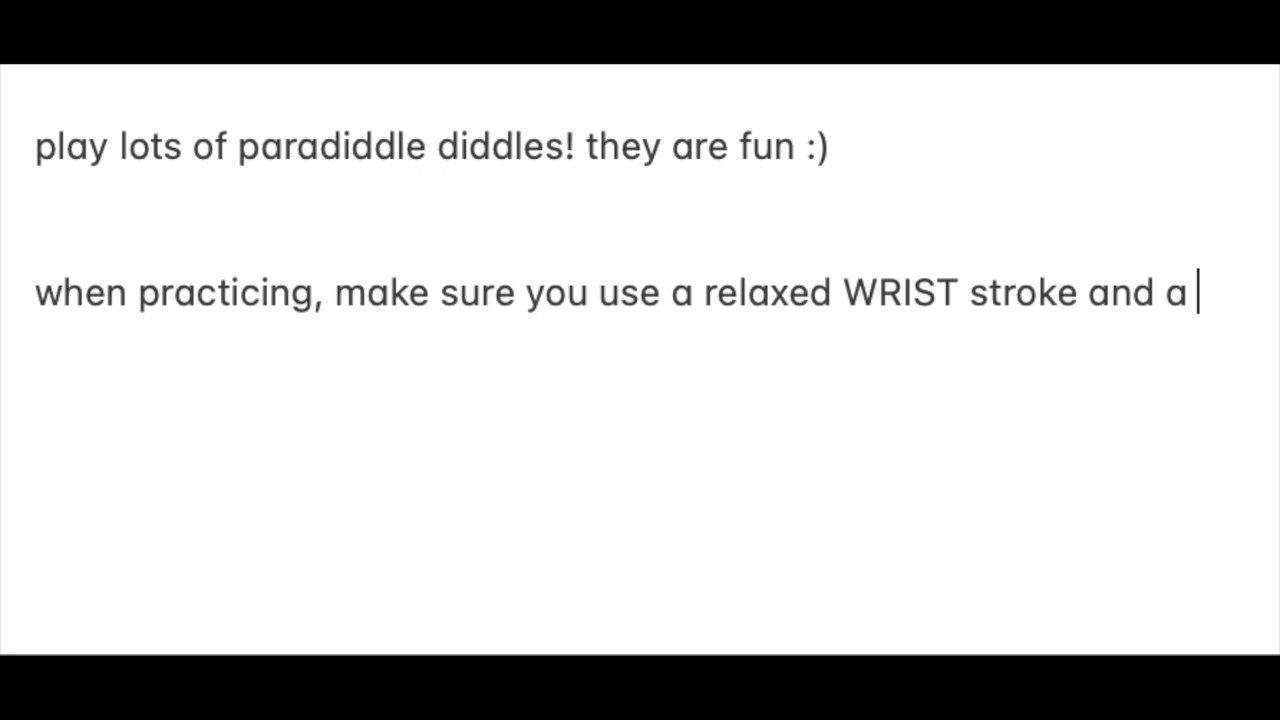 play lots of paradiddle diddles! they are fun :)
when practicing, make sure you use a relaxed WRIST stroke and a